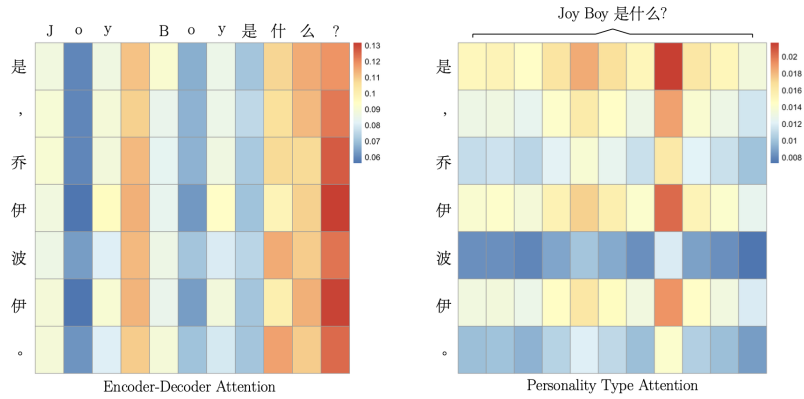 J o y B o y 是 什 么 ?
Joy Boy 是什么?
是
,
乔
伊
波
伊
。
0.13
0.12
0.11
0.1
0.09
0.08
0.07
0.06
Encoder-Decoder Attention
是
,
乔
伊
波
伊
。
0.02
0.018
0.016
0.014
0.012
0.01
0.008
Personality Type Attention